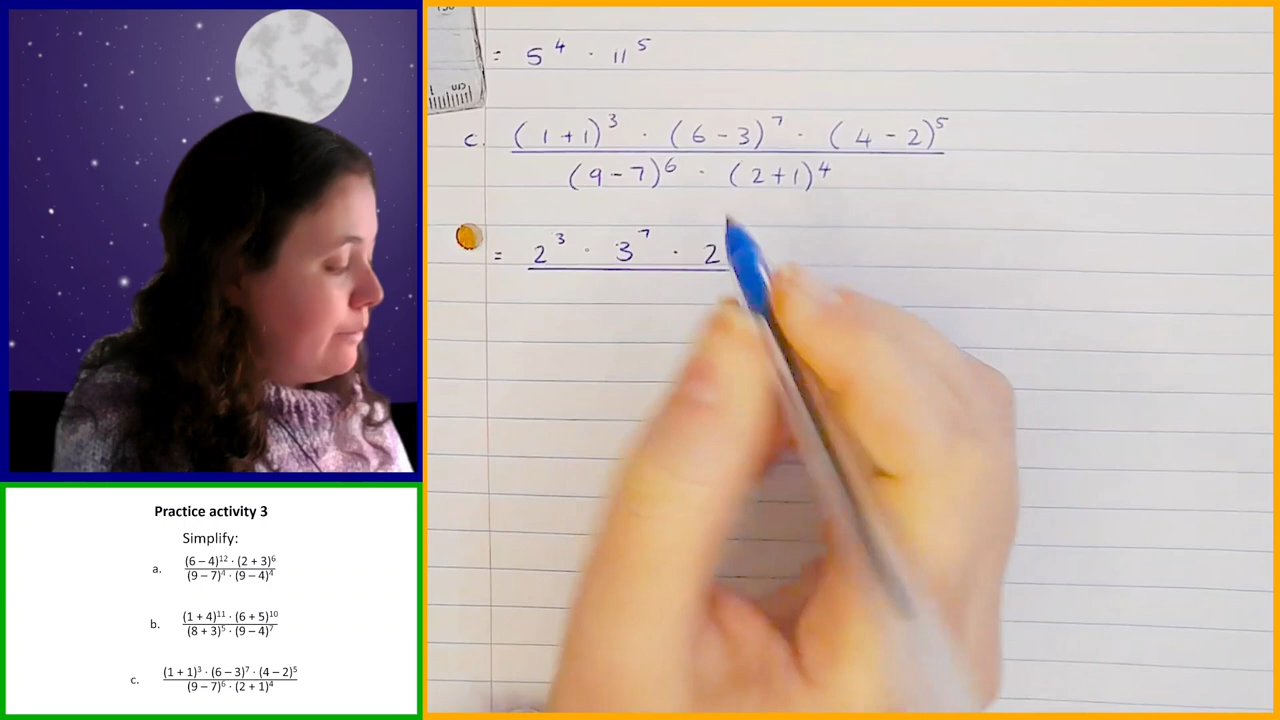 = 5⁴ · 11⁵
c. (1+1)³ · (6-3)⁷ · (4-2)⁵
(9-7)⁶ · (2+1)⁴
= 2³ · 3⁷ · 2
Practice activity 3
Simplify:
a. (6 – 4)¹² · (2 + 3)⁶
(9 – 7)⁴ · (9 – 4)⁴
b. (1 + 4)¹¹ · (6 + 5)¹⁰
(8 + 3)⁵ · (9 – 4)⁷
c. (1 + 1)³ · (6 – 3)⁷ · (4 – 2)⁵
(9 – 7)⁶ · (2 + 1)⁴